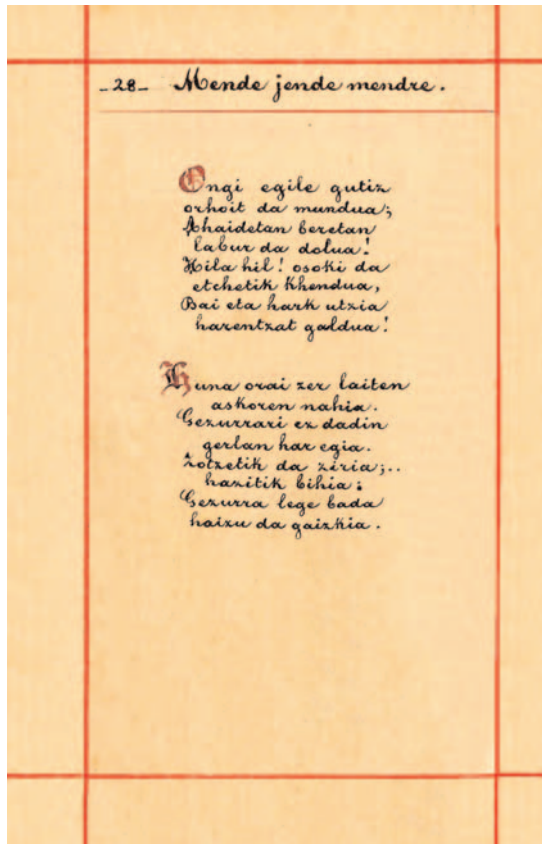 -28- Mende jende mendre.
Ongi egile gutiz
orhoit da mundua;
Ahaidetan beretan
labur da dolua!
Hila hil! osoki da
etchetik khendua,
Bai eta hark utzia
harentzat galdua!
Huna orai zer laiten
askoren nahia.
Gezurrari ez dadin
gerlan har egia.
Zotzetik da ziria;..
hazitik bihia:
Gezurra lege bada
haizu da gaizkia.